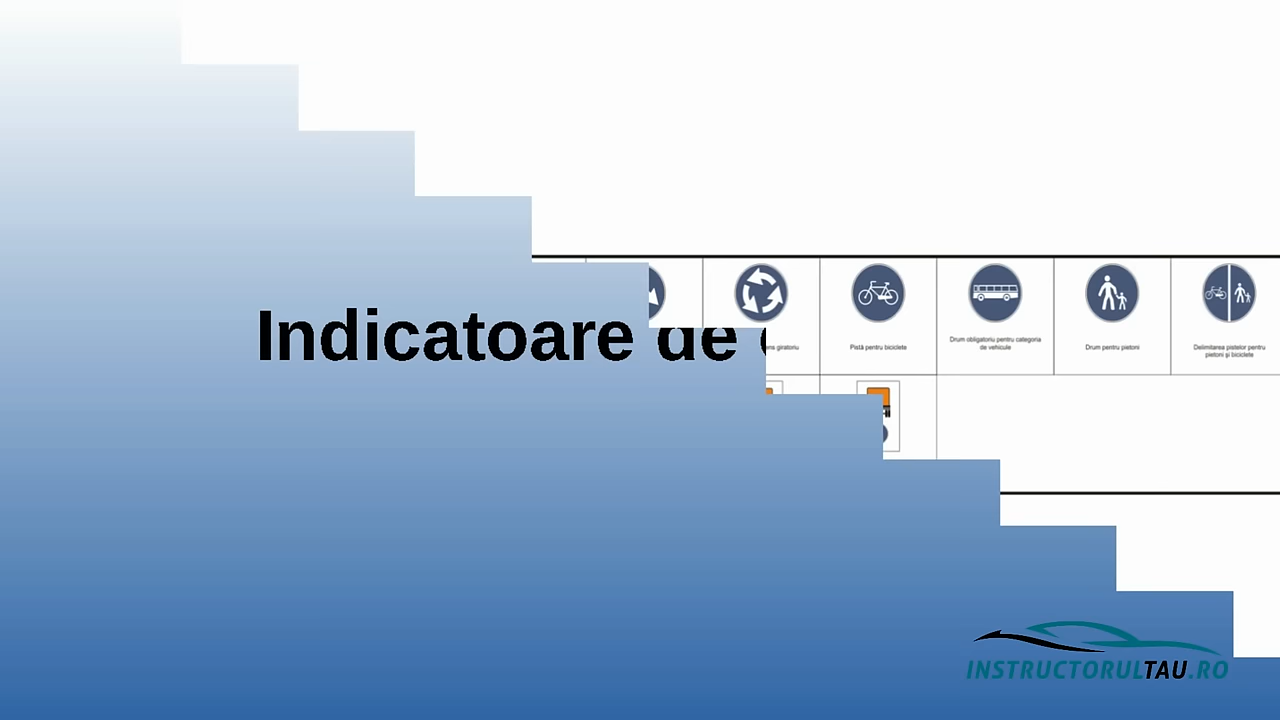 Indicatoare de
giratoriu
Pistă pentru biciclete
Drum obligatoriu pentru categoria
de vehicule
Drum pentru pietoni
Delimitarea pistelor pentru
pietoni și biciclete
INSTRUCTORULTAU.RO